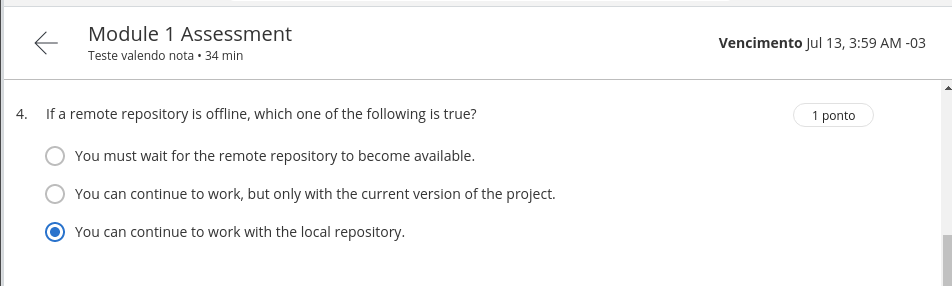 Module 1 Assessment
Teste valendo nota • 34 min
Vencimento Jul 13, 3:59 AM -03
4. If a remote repository is offline, which one of the following is true?
1 ponto
You must wait for the remote repository to become available.
You can continue to work, but only with the current version of the project.
You can continue to work with the local repository.